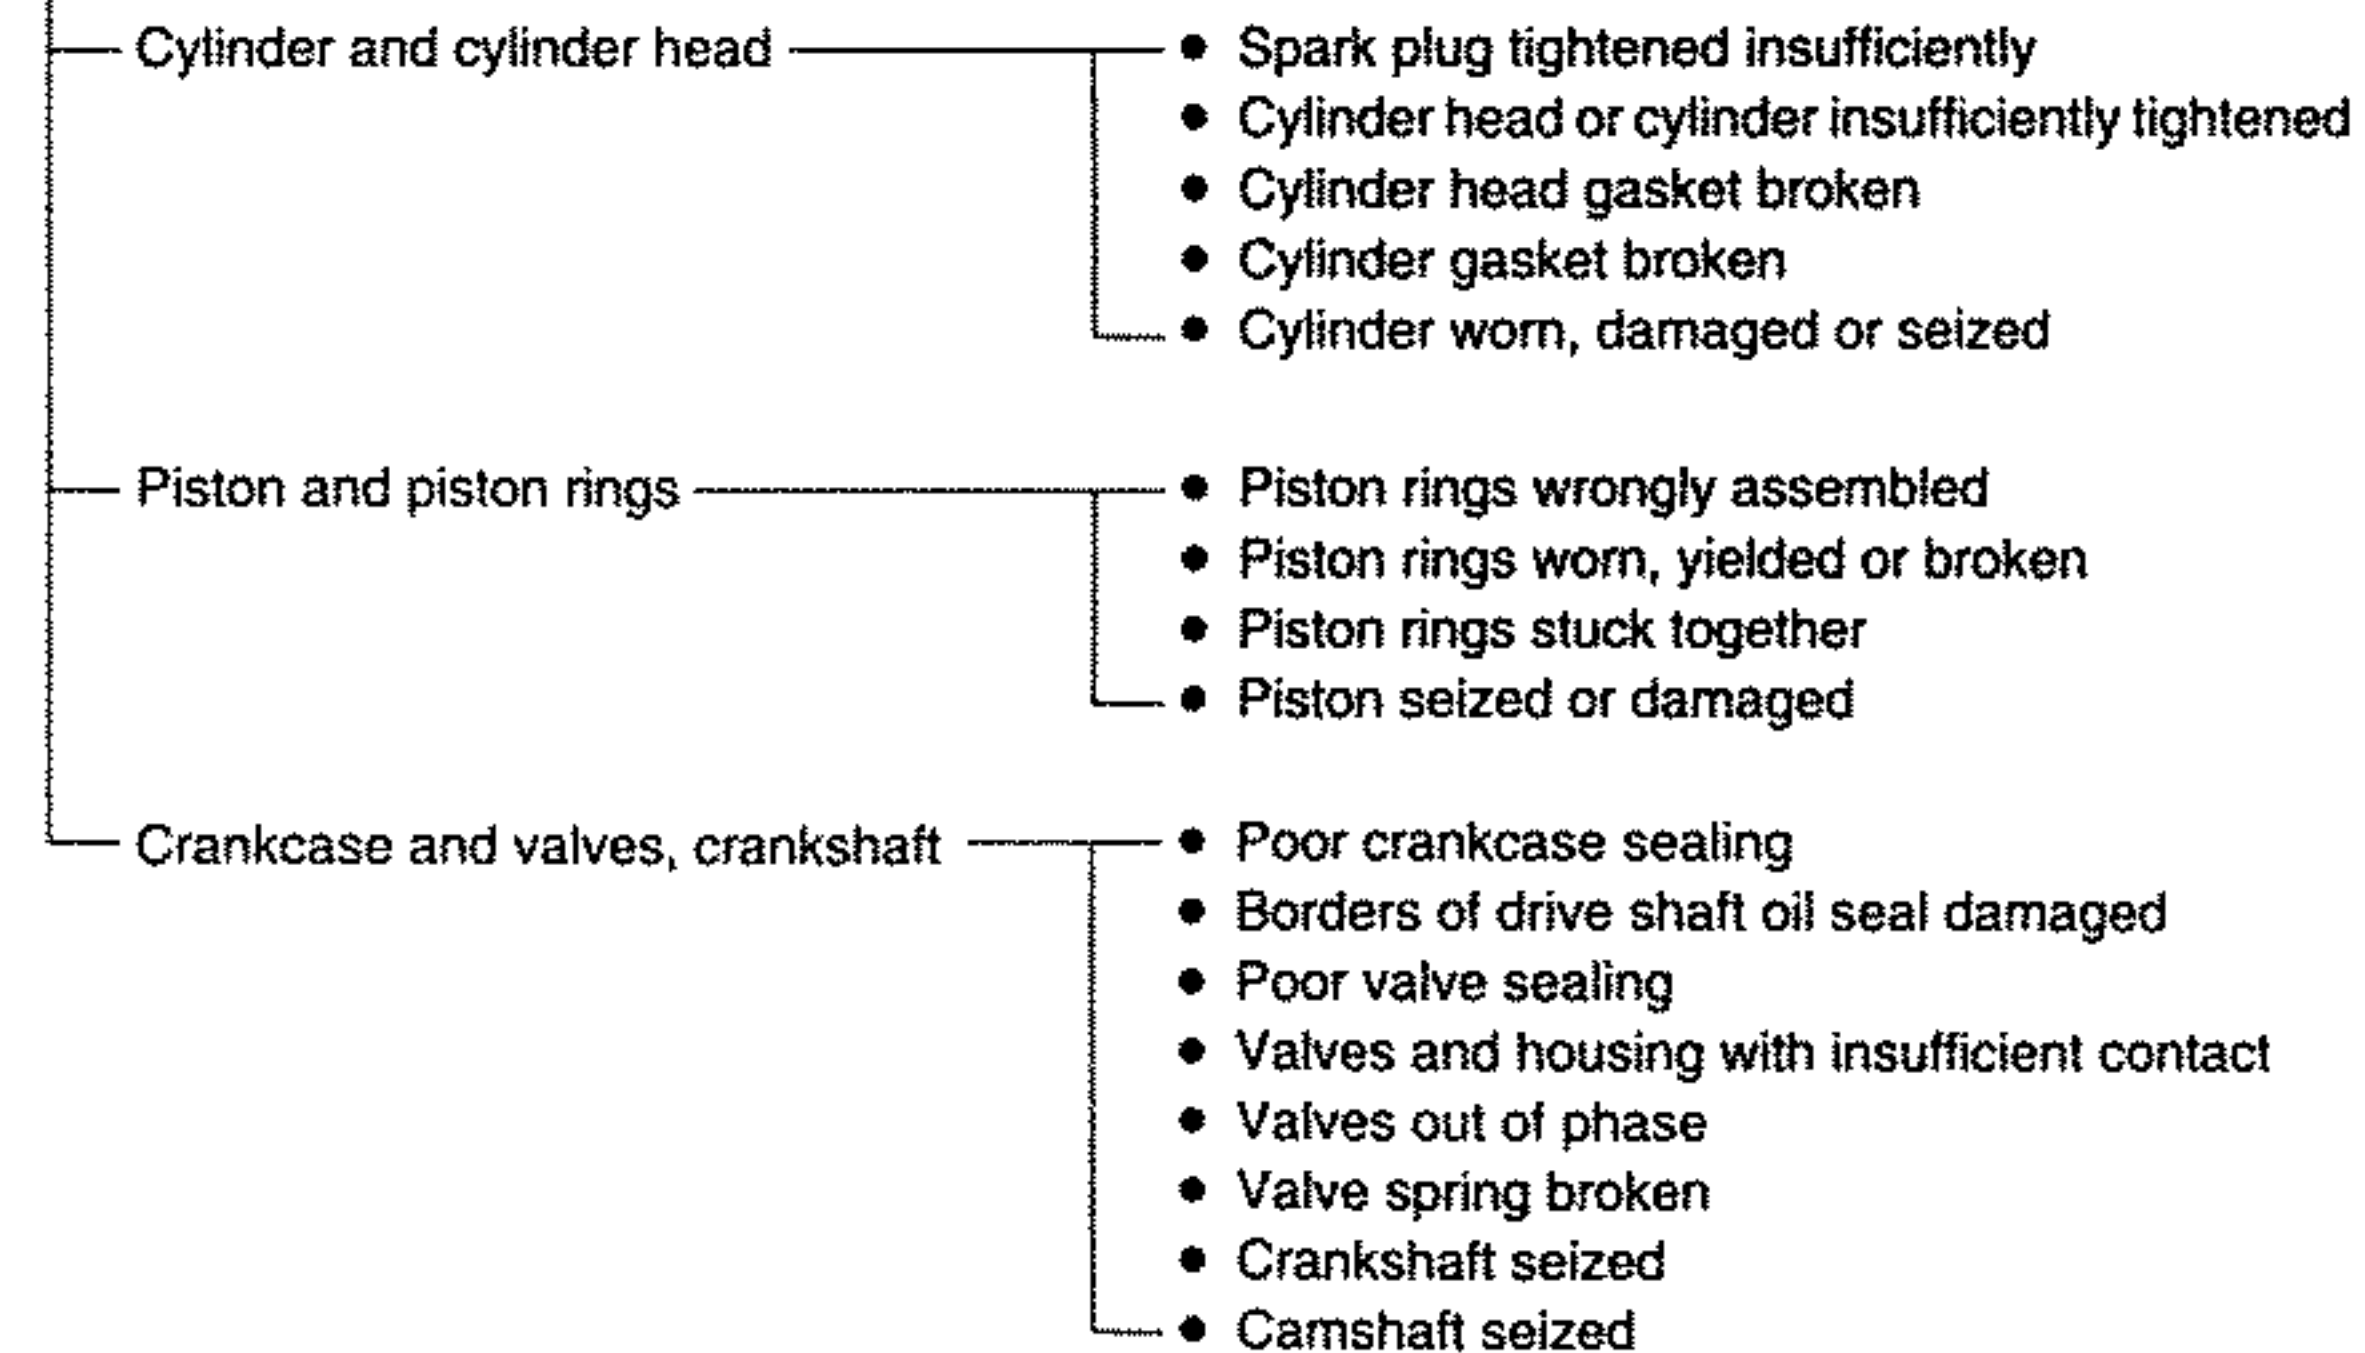 Cylinder and cylinder head
• Spark plug tightened insufficiently
• Cylinder head or cylinder insufficiently tightened
• Cylinder head gasket broken
• Cylinder gasket broken
• Cylinder worn, damaged or seized
Piston and piston rings
• Piston rings wrongly assembled
• Piston rings worn, yielded or broken
• Piston rings stuck together
• Piston seized or damaged
Crankcase and valves, crankshaft
• Poor crankcase sealing
• Borders of drive shaft oil seal damaged
• Poor valve sealing
• Valves and housing with insufficient contact
• Valves out of phase
• Valve spring broken
• Crankshaft seized
• Camshaft seized